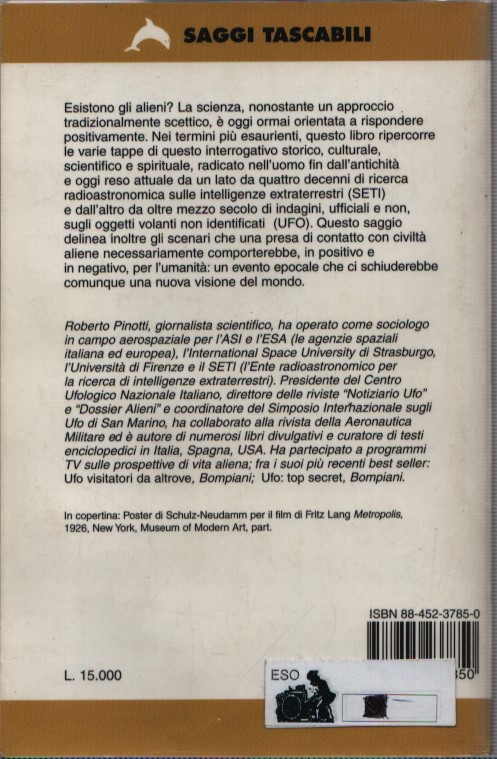 SAGGI TASCABILI
Esistono gli alieni? La scienza, nonostante un approccio
tradizionalmente scettico, è oggi ormai orientata a rispondere
positivamente. Nei termini più esaurienti, questo libro ripercorre
le varie tappe di questo interrogativo storico, culturale,
scientifico e spirituale, radicato nell'uomo fin dall'antichità
e oggi reso attuale da un lato da quattro decenni di ricerca
radioastronomica sulle intelligenze extraterrestri (SETI)
e dall'altro da oltre mezzo secolo di indagini, ufficiali e non,
sugli oggetti volanti non identificati (UFO). Questo saggio
delinea inoltre gli scenari che una presa di contatto con civiltà
aliene necessariamente comporterebbe, in positivo e
in negativo, per l'umanità: un evento epocale che ci schiuderebbe
comunque una nuova visione del mondo.
Roberto Pinotti, giornalista scientifico, ha operato come sociologo
in campo aerospaziale per l'ASI e l'ESA (le agenzie spaziali
italiana ed europea), l'International Space University di Strasburgo,
l'Università di Firenze e il SETI (l'Ente radioastronomico per
la ricerca di intelligenze extraterrestri). Presidente del Centro
Ufologico Nazionale Italiano, direttore delle riviste "Notiziario Ufo"
e "Dossier Alieni" e coordinatore del Simposio Internazionale sugli
Ufo di San Marino, ha collaborato alla rivista della Aeronautica
Militare ed è autore di numerosi libri divulgativi e curatore di testi
enciclopedici in Italia, Spagna, USA. Ha partecipato a programmi
TV sulle prospettive di vita aliena; fra i suoi più recenti best seller:
Ufo visitatori da altrove, Bompiani; Ufo: top secret, Bompiani.
In copertina: Poster di Schulz-Neudamm per il film di Fritz Lang Metropolis,
1926, New York, Museum of Modern Art, part.
ISBN 88-452-3785-0
L. 15.000
ESO
850